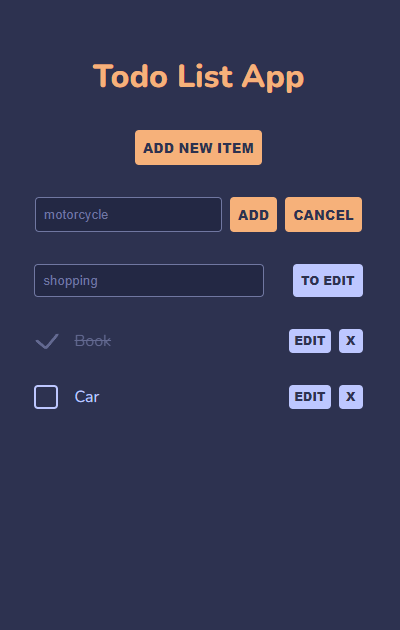 Todo List App
ADD NEW ITEM
motorcycle ADD CANCEL
shopping TO EDIT
Book EDIT X
Car EDIT X